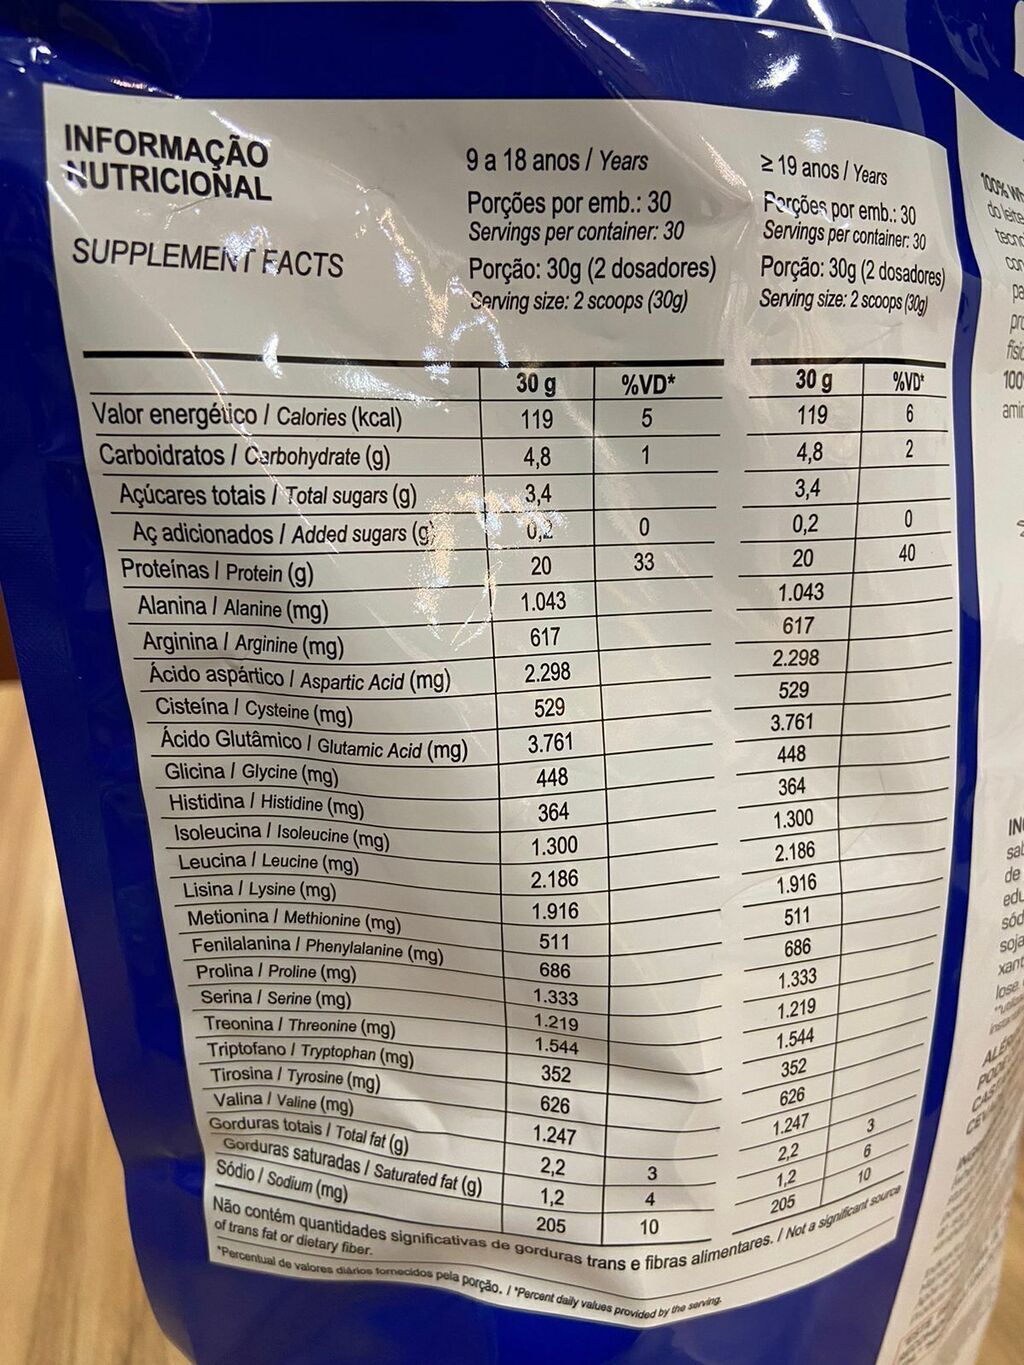 INFORMAÇÃO
NUTRICIONAL
SUPPLEMENT FACTS
9 a 18 anos / Years
Porções por emb.: 30
Servings per container: 30
Porção: 30g (2 dosadores)
Serving size: 2 scoops (30g)
≥ 19 anos / Years
Porções por emb.: 30
Servings per container: 30
Porção: 30g (2 dosadores)
Serving size: 2 scoops (30g)
30 g %VD* 30 g %VD*
Valor energético / Calories (kcal) 119 5 119 6
Carboidratos / Carbohydrate (g) 4,8 1 4,8 2
Açúcares totais / Total sugars (g) 3,4 3,4
Aç adicionados / Added sugars (g) 0,2 0 0,2 0
Proteínas / Protein (g) 20 33 20 40
Alanina / Alanine (mg) 1.043 1.043
Arginina / Arginine (mg) 617 617
Ácido aspártico / Aspartic Acid (mg) 2.298 2.298
Cisteína / Cysteine (mg) 529 529
Ácido Glutâmico / Glutamic Acid (mg) 3.761 3.761
Glicina / Glycine (mg) 448 448
Histidina / Histidine (mg) 364 364
Isoleucina / Isoleucine (mg) 1.300 1.300
Leucina / Leucine (mg) 2.186 2.186
Lisina / Lysine (mg) 1.916 1.916
Metionina / Methionine (mg) 511 511
Fenilalanina / Phenylalanine (mg) 686 686
Prolina / Proline (mg) 1.333 1.333
Serina / Serine (mg) 1.219 1.219
Treonina / Threonine (mg) 1.544 1.544
Triptofano / Tryptophan (mg) 352 352
Tirosina / Tyrosine (mg) 626 626
Valina / Valine (mg) 1.247 1.247
Gorduras totais / Total fat (g) 2,2 3 2,2 3
Gorduras saturadas / Saturated fat (g) 1,2 4 1,2 6
Sódio / Sodium (mg) 205 10 205 10
Não contém quantidades significativas de gorduras trans e fibras alimentares. / Not a significant source
of trans fat or dietary fiber.
*Percentual de valores diários fornecidos pela porção. / *Percent daily values provided by the serving.
100%
do leite